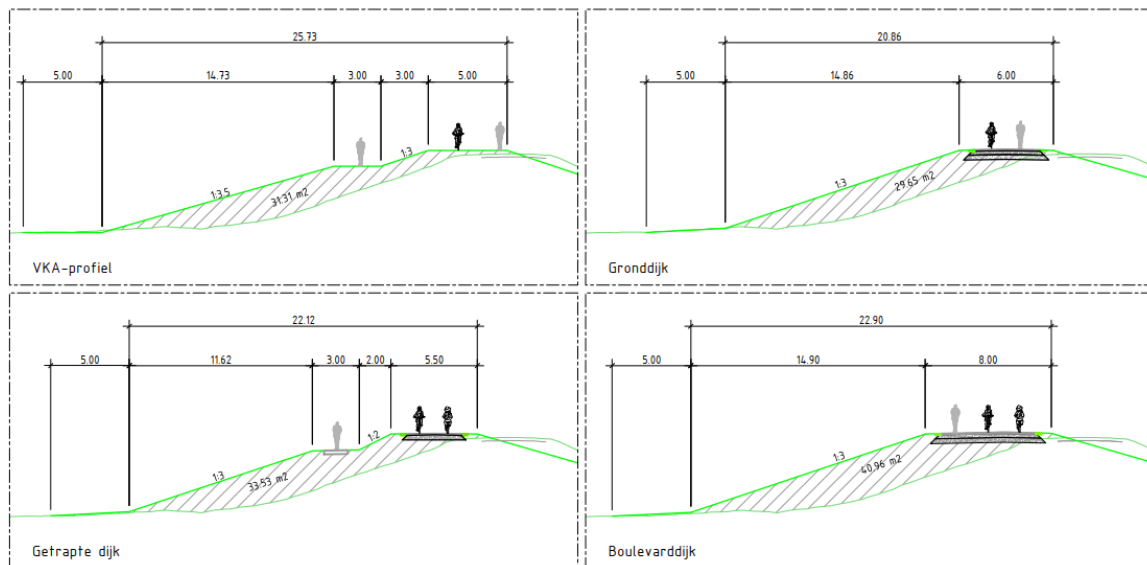 25.73
5.00 14.73 3.00 3.00 5.00
1:3
1:3.5
31.31 m2
VKA-profiel
20.86
5.00 14.86 6.00
1:3
29.65 m2
Gronddijk
22.12
5.00 11.62 3.00 2.00 5.50
1:2
1:3
33.53 m2
Getrapte dijk
22.90
5.00 14.90 8.00
1:3
40.96 m2
Boulevarddijk